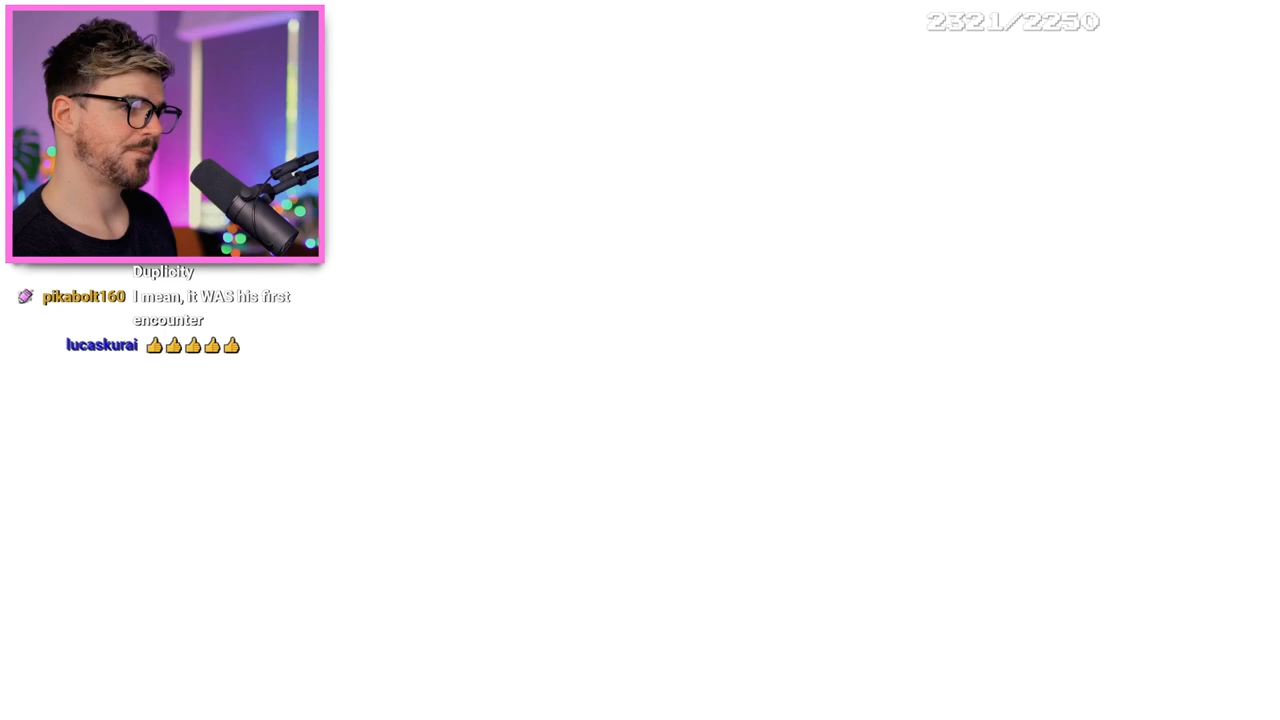 2321/2250
Duplicity
pikabolt160 I mean, it WAS his first
encounter
lucaskurai 👍👍👍👍👍